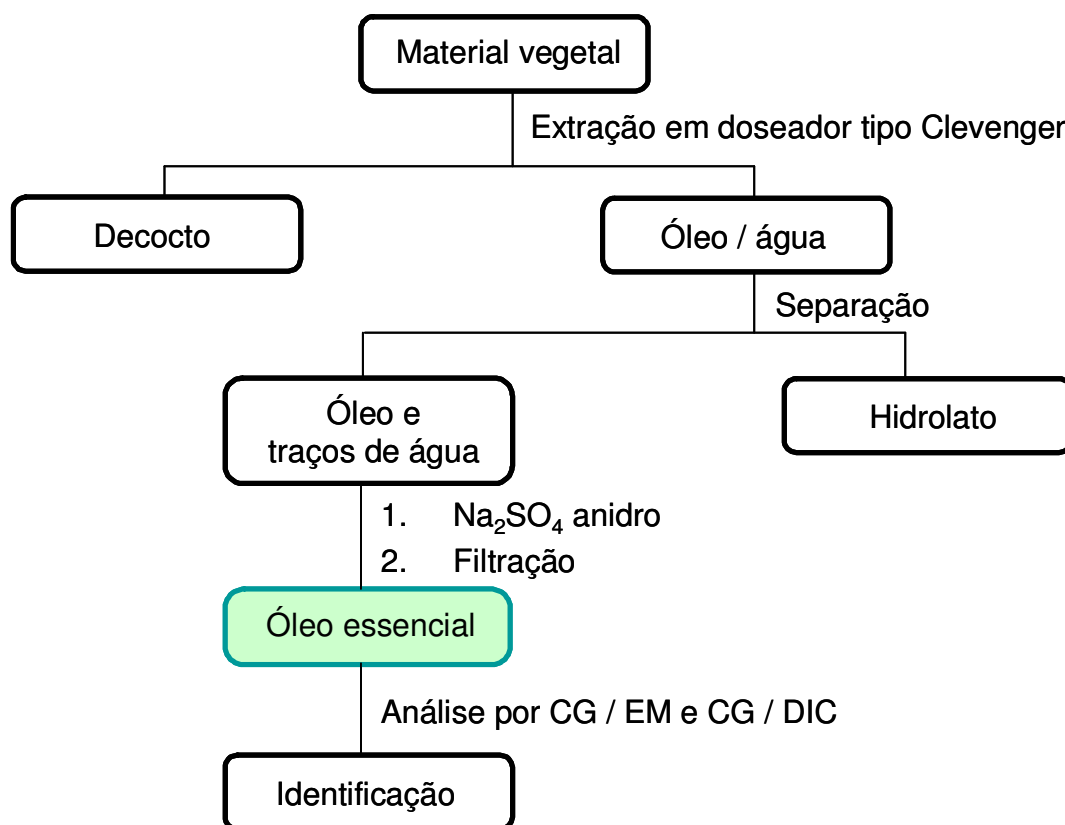 Material vegetal
Extração em doseador tipo Clevenger
Decocto
Óleo / água
Separação
Óleo e
traços de água
Hidrolato
1. Na₂SO₄ anidro
2. Filtração
Óleo essencial
Análise por CG / EM e CG / DIC
Identificação